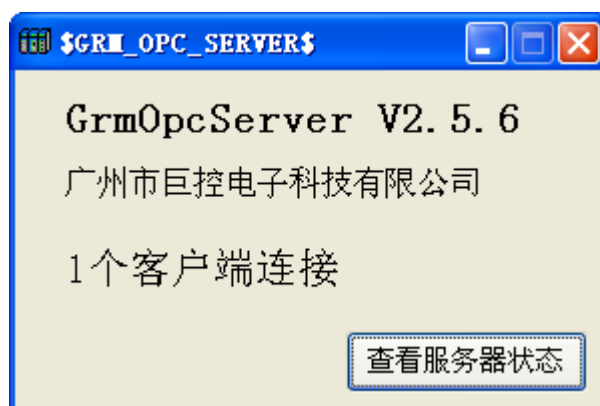 $GRM_OPC_SERVER$
GrmOpcServer V2.5.6
广州市巨控电子科技有限公司
1个客户端连接
查看服务器状态